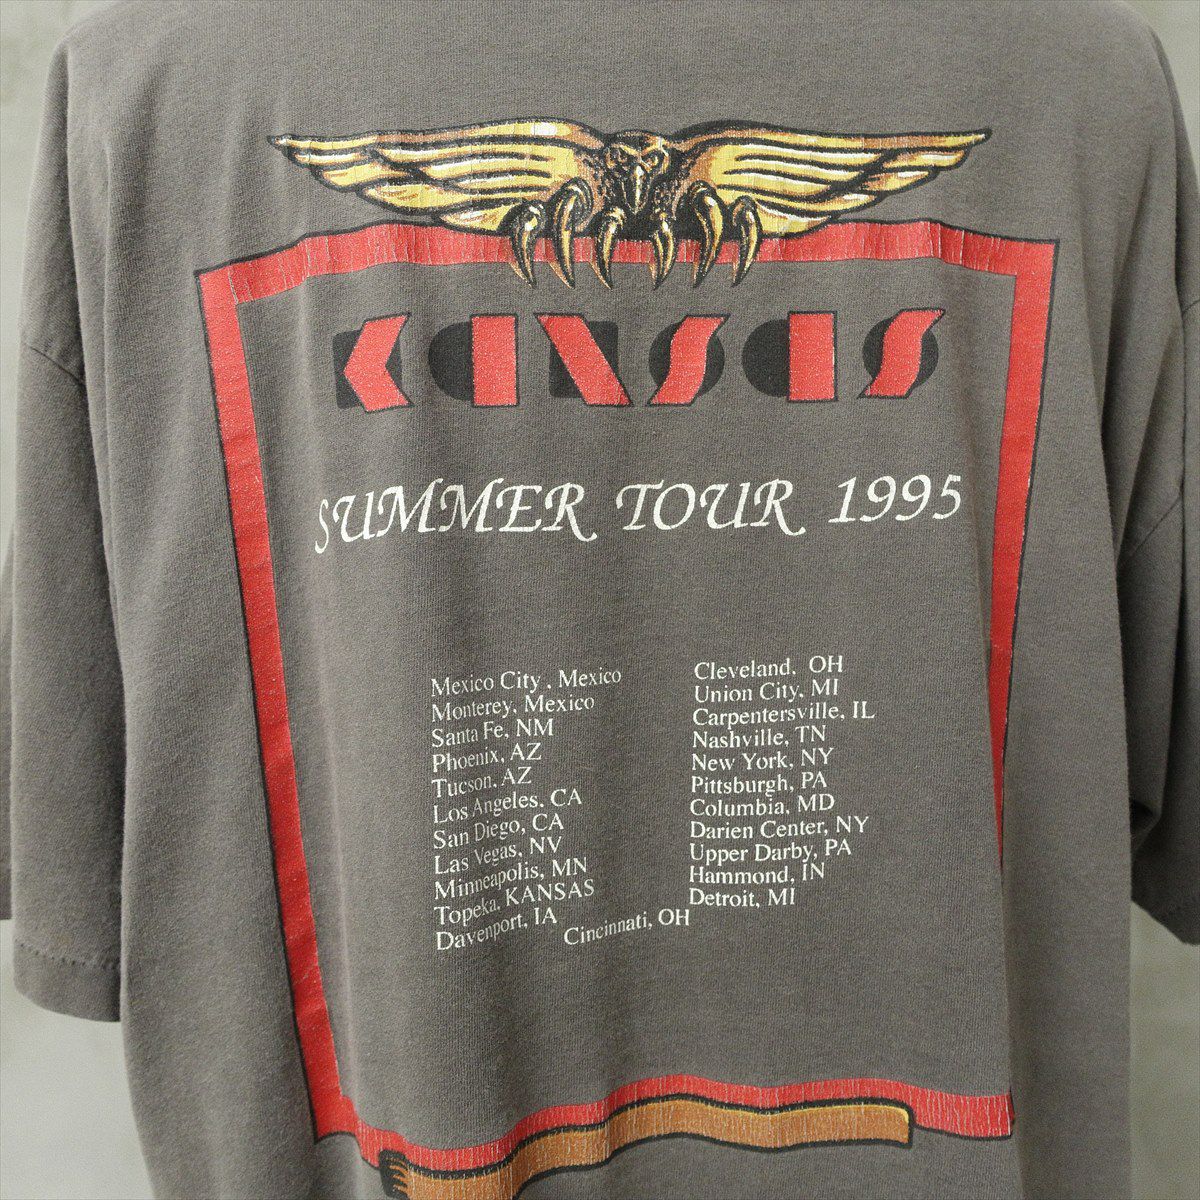 KANSAS
SUMMER TOUR 1995
Mexico City, Mexico
Monterey, Mexico
Santa Fe, NM
Phoenix, AZ
Tucson, AZ
Los Angeles, CA
San Diego, CA
Las Vegas, NV
Minneapolis, MN
Topeka, KANSAS
Davenport, IA
Cleveland, OH
Union City, MI
Carpentersville, IL
Nashville, TN
New York, NY
Pittsburgh, PA
Columbia, MD
Darien Center, NY
Upper Darby, PA
Hammond, IN
Detroit, MI
Cincinnati, OH